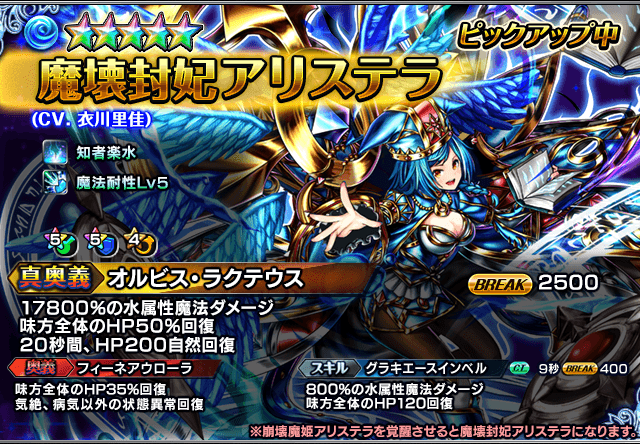 ピックアップ中
魔壊封妃アリステラ
(CV. 衣川里佳)
知者楽水
魔法耐性Lv5
5 5 4
真奥義 オルビス・ラクテウス BREAK 2500
17800%の水属性魔法ダメージ
味方全体のHP50%回復
20秒間、HP200自然回復
奥義 フィーネアウローラ
味方全体のHP35%回復
気絶、病気以外の状態異常回復
スキル グラキエースインベル CT 9秒 BREAK 400
800%の水属性魔法ダメージ
味方全体のHP120回復
※崩壊魔姫アリステラを覚醒させると魔壊封妃アリステラになります。